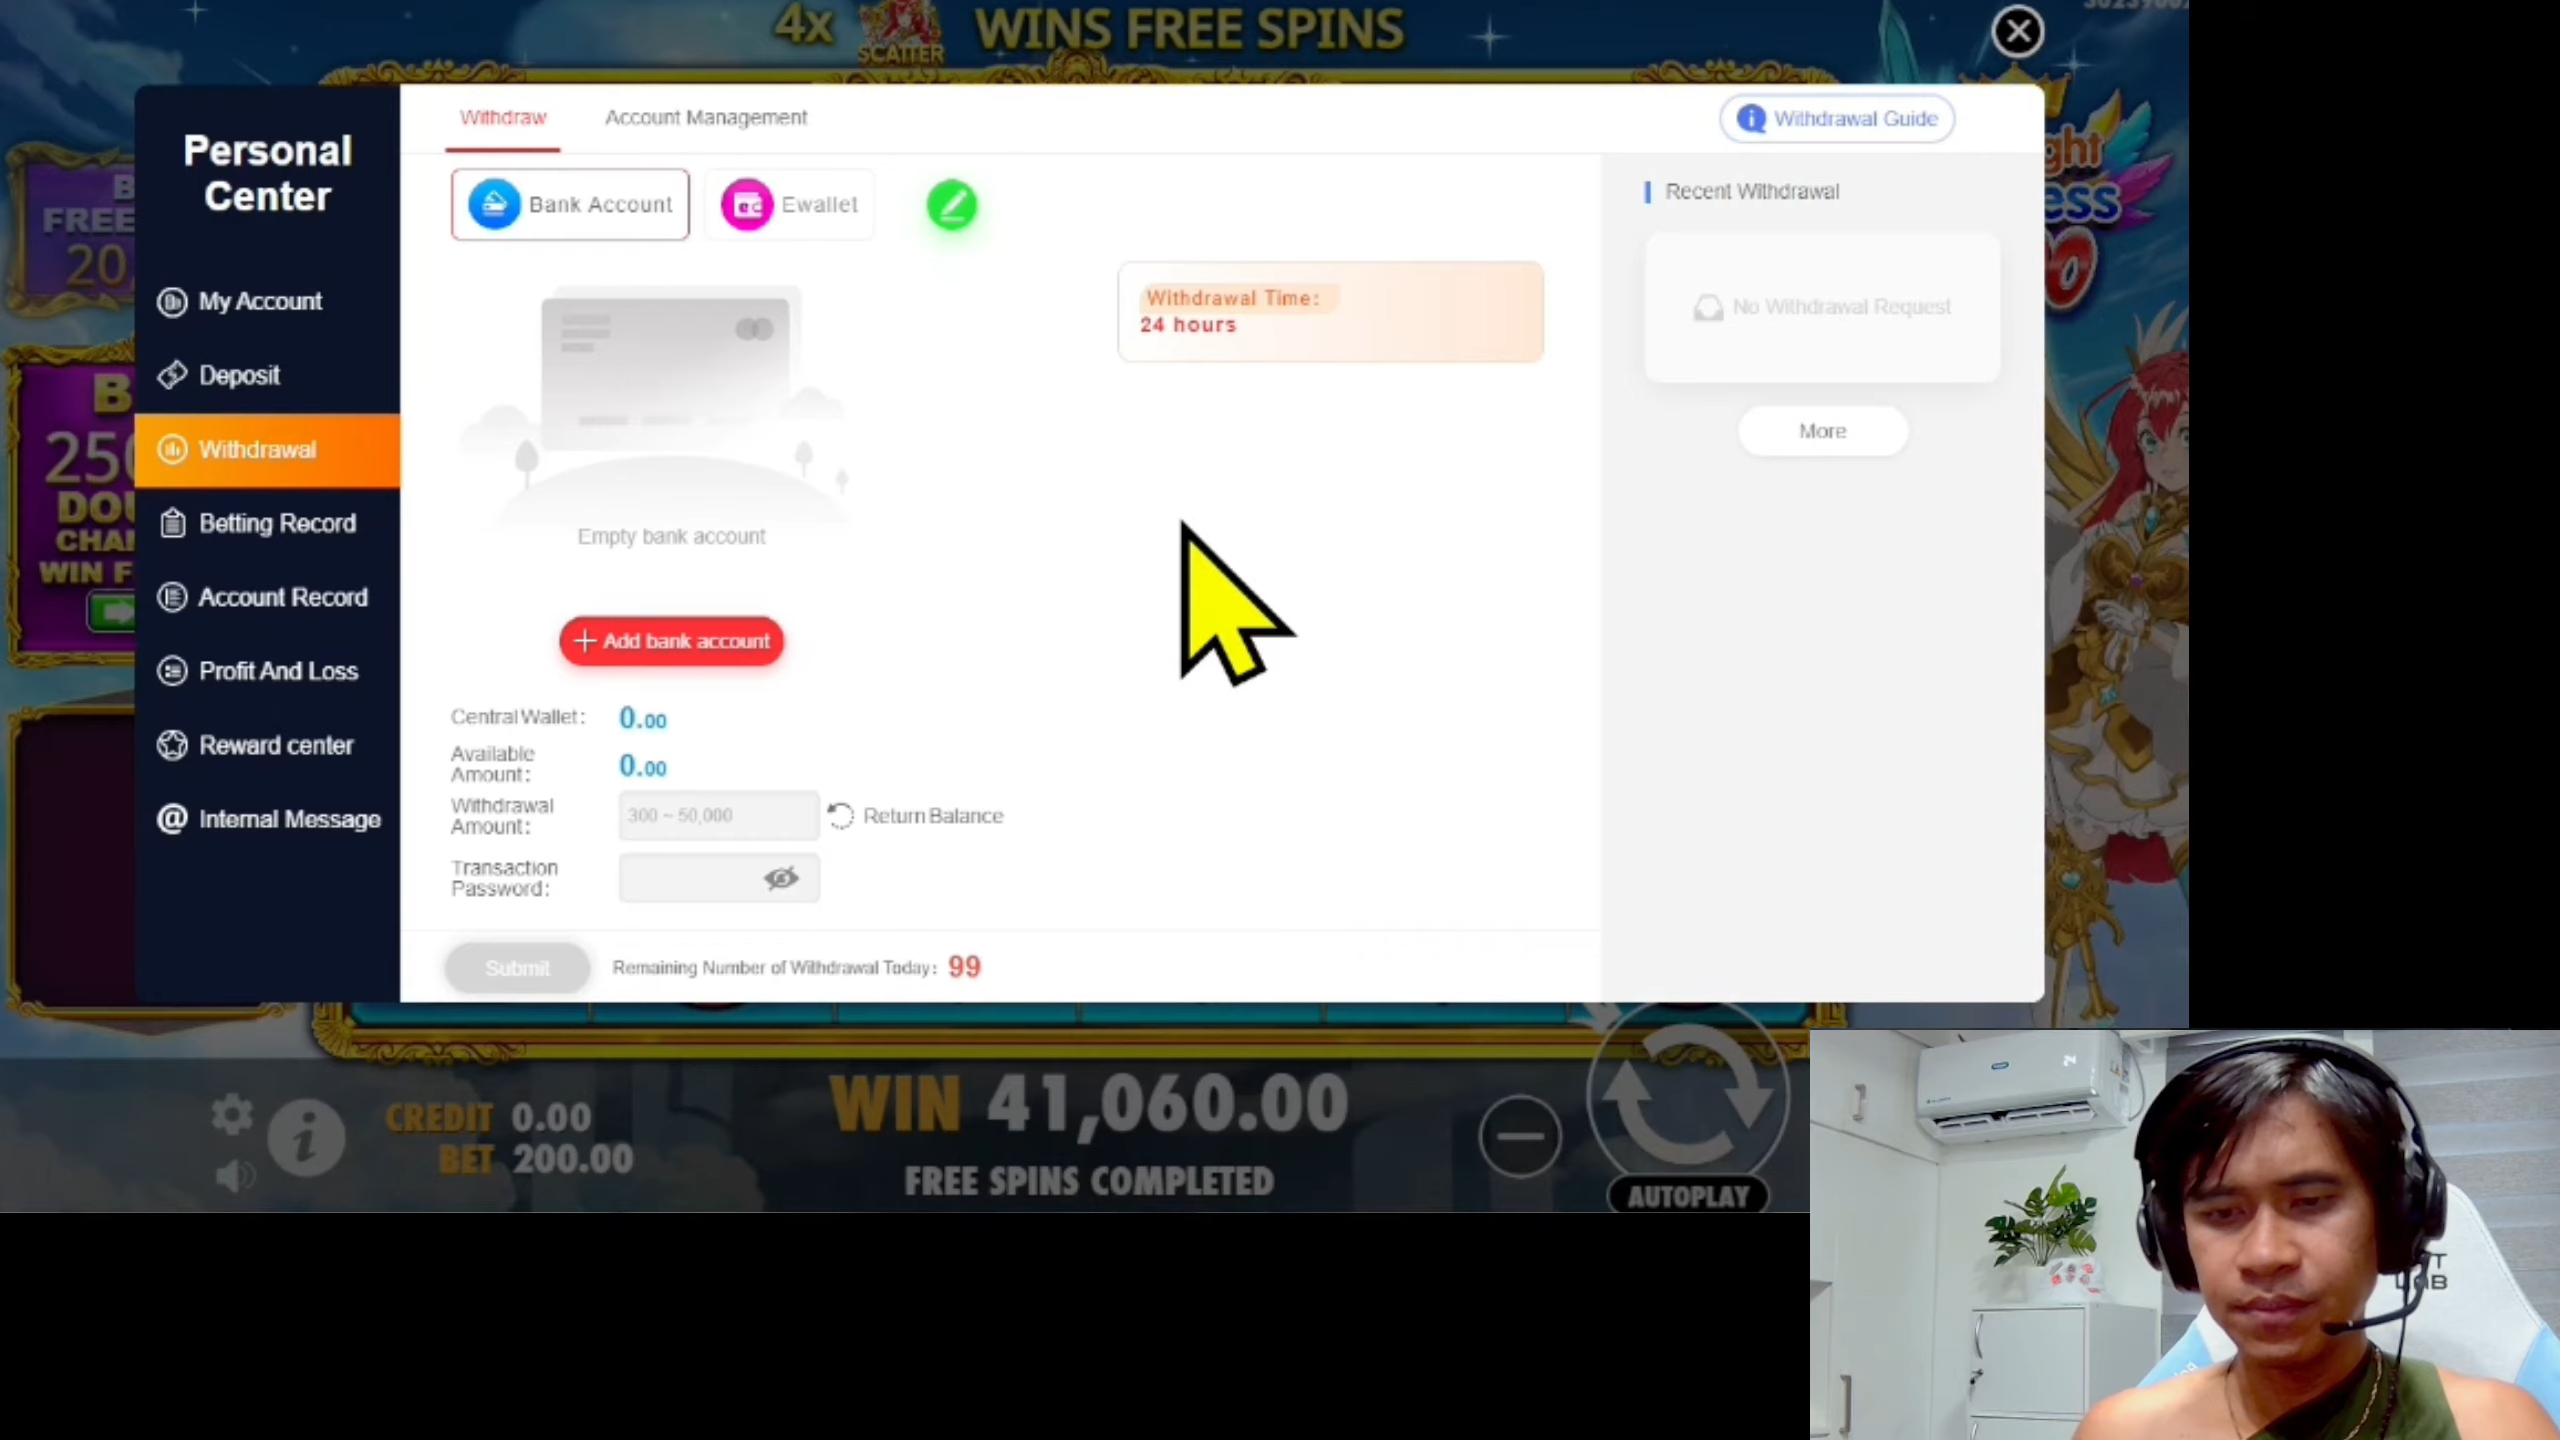 4x SCATTER WINS FREE SPINS
Personal
Center
My Account
Deposit
Withdrawal
Betting Record
Account Record
Profit And Loss
Reward center
@ Internal Message
Withdraw
Account Management
Withdrawal Guide
Bank Account
Ewallet
Withdrawal Time:
24 hours
Empty bank account
+ Add bank account
Central Wallet: 0.00
Available
Amount: 0.00
Withdrawal
Amount: 300 ~ 50,000
Return Balance
Transaction
Password:
Submit
Remaining Number of Withdrawal Today: 99
Recent Withdrawal
No Withdrawal Request
More
FREE
20
250
WIN F
CREDIT 0.00
BET 200.00
WIN 41,060.00
FREE SPINS COMPLETED
AUTOPLAY